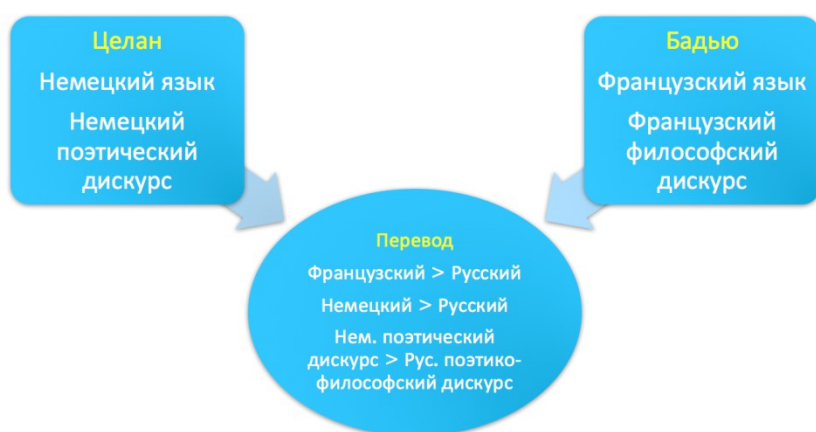 Целан
Немецкий язык
Немецкий
поэтический
дискурс
Бадью
Французский язык
Французский
философский
дискурс
Перевод
Французский > Русский
Немецкий > Русский
Нем. поэтический
дискурс > Рус. поэтико-
философский дискурс